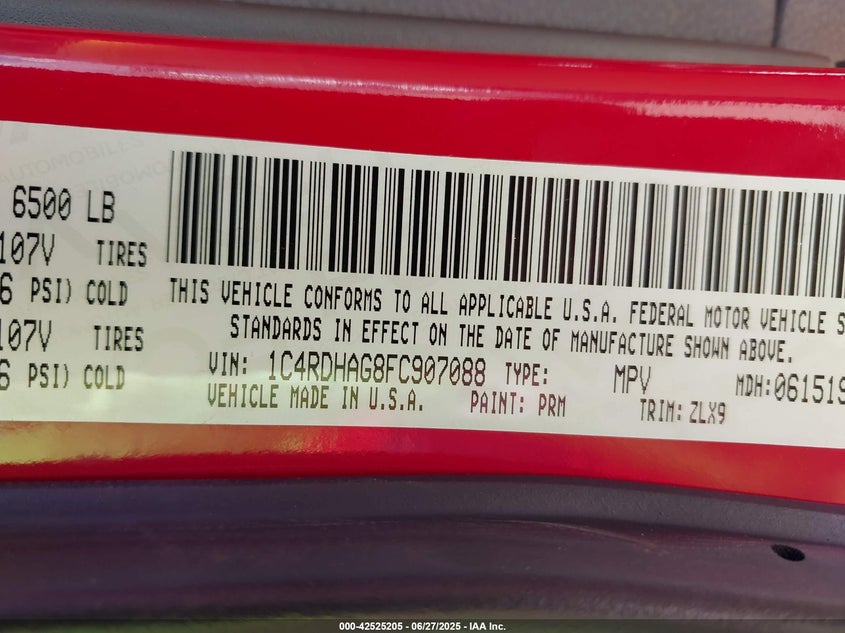 6500 LB
107V TIRES
6 PSI) COLD
107V TIRES
6 PSI) COLD
THIS VEHICLE CONFORMS TO ALL APPLICABLE U.S.A. FEDERAL MOTOR VEHICLE S
STANDARDS IN EFFECT ON THE DATE OF MANUFACTURE SHOWN ABOVE.
VIN: 1C4RDHAG8FC907088 TYPE: MPV MDH:061519
VEHICLE MADE IN U.S.A. PAINT: PRM TRIM: ZLX9
000-42525205 - 06/27/2025 - IAA Inc.